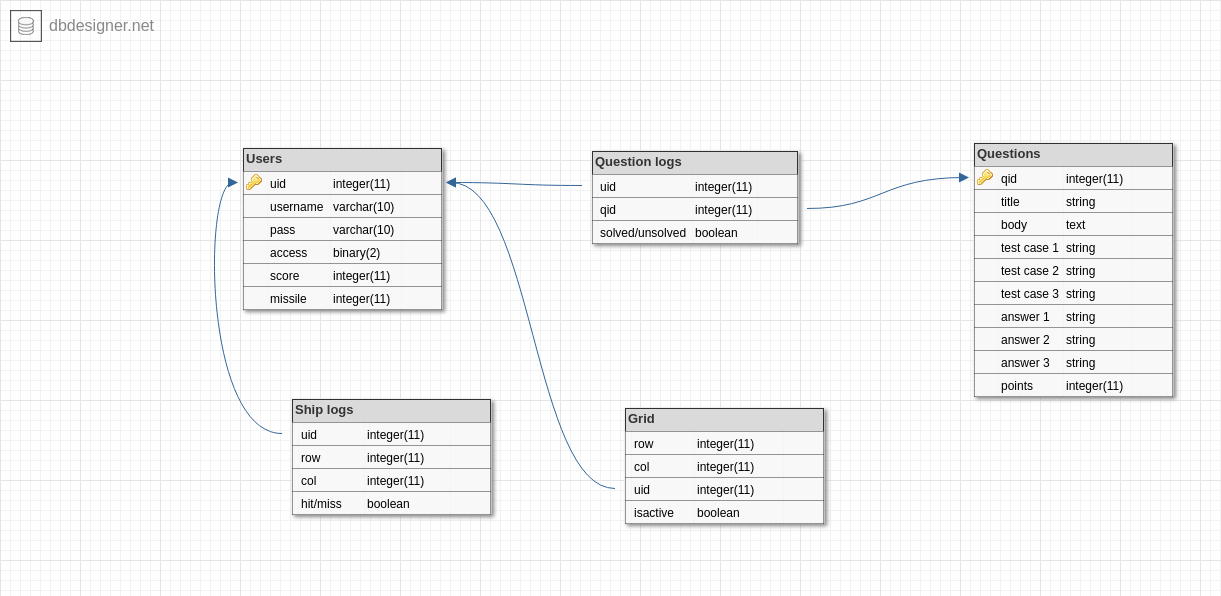 dbdesigner.net
Users
uid integer(11)
username varchar(10)
pass varchar(10)
access binary(2)
score integer(11)
missile integer(11)
Question logs
uid integer(11)
qid integer(11)
solved/unsolved boolean
Questions
qid integer(11)
title string
body text
test case 1 string
test case 2 string
test case 3 string
answer 1 string
answer 2 string
answer 3 string
points integer(11)
Ship logs
uid integer(11)
row integer(11)
col integer(11)
hit/miss boolean
Grid
row integer(11)
col integer(11)
uid integer(11)
isactive boolean